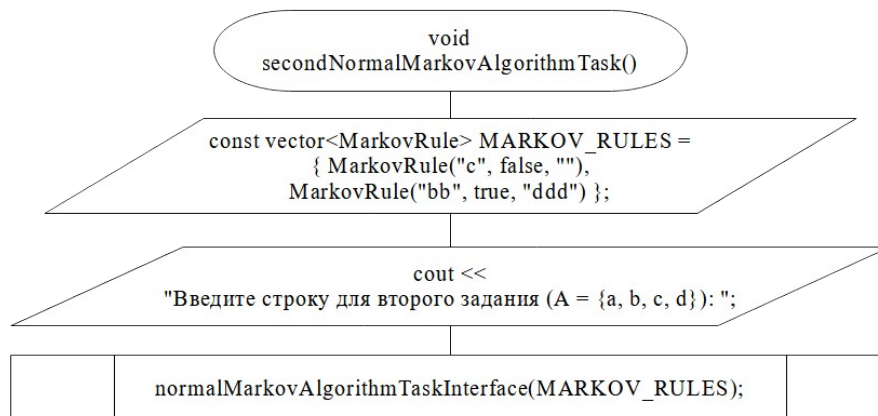 void
secondNormalMarkovAlgorithmTask()
const vector<MarkovRule> MARKOV_RULES =
{ MarkovRule("c", false, ""),
MarkovRule("bb", true, "ddd") };
cout <<
"Введите строку для второго задания (A = {a, b, c, d}): ";
normalMarkovAlgorithmTaskInterface(MARKOV_RULES);